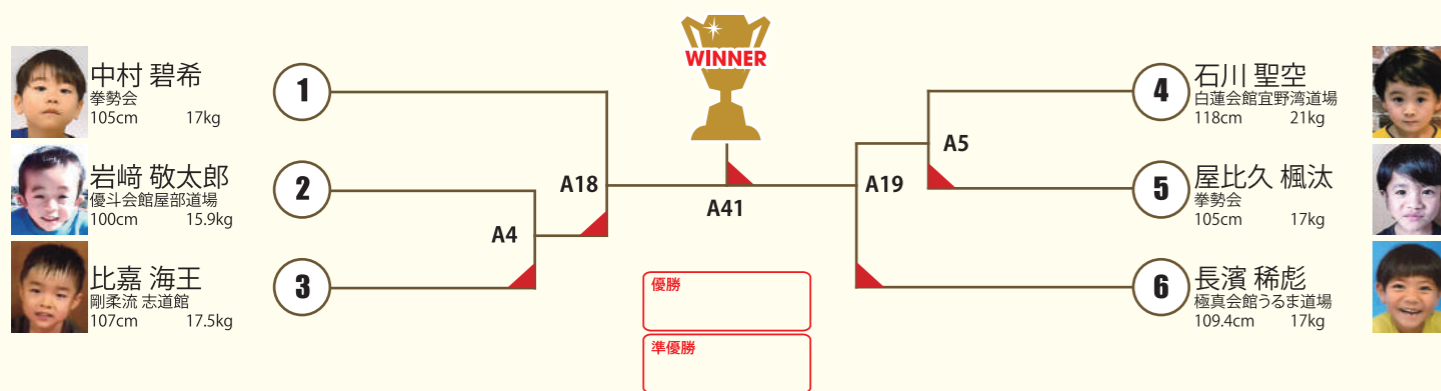 WINNER
1
中村 碧希
拳勢会
105cm 17kg
2
岩﨑 敬太郎
優斗会館屋部道場
100cm 15.9kg
3
比嘉 海王
剛柔流 志道館
107cm 17.5kg
A4
A18
A41
A19
A5
4
石川 聖空
白蓮会館宜野湾道場
118cm 21kg
5
屋比久 楓汰
拳勢会
105cm 17kg
6
長濱 稀彪
極真会館うるま道場
109.4cm 17kg
優勝
準優勝